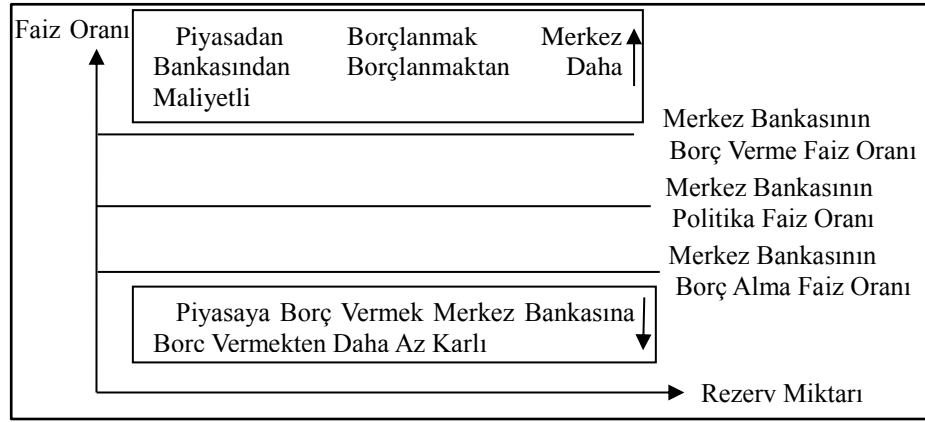 Faiz Oranı
Piyasadan Borçlanmak Merkez
Bankasından Borçlanmaktan Daha
Maliyetli
Merkez Bankasının
Borç Verme Faiz Oranı
Merkez Bankasının
Politika Faiz Oranı
Merkez Bankasının
Borç Alma Faiz Oranı
Piyasaya Borç Vermek Merkez Bankasına
Borc Vermekten Daha Az Karlı
Rezerv Miktarı